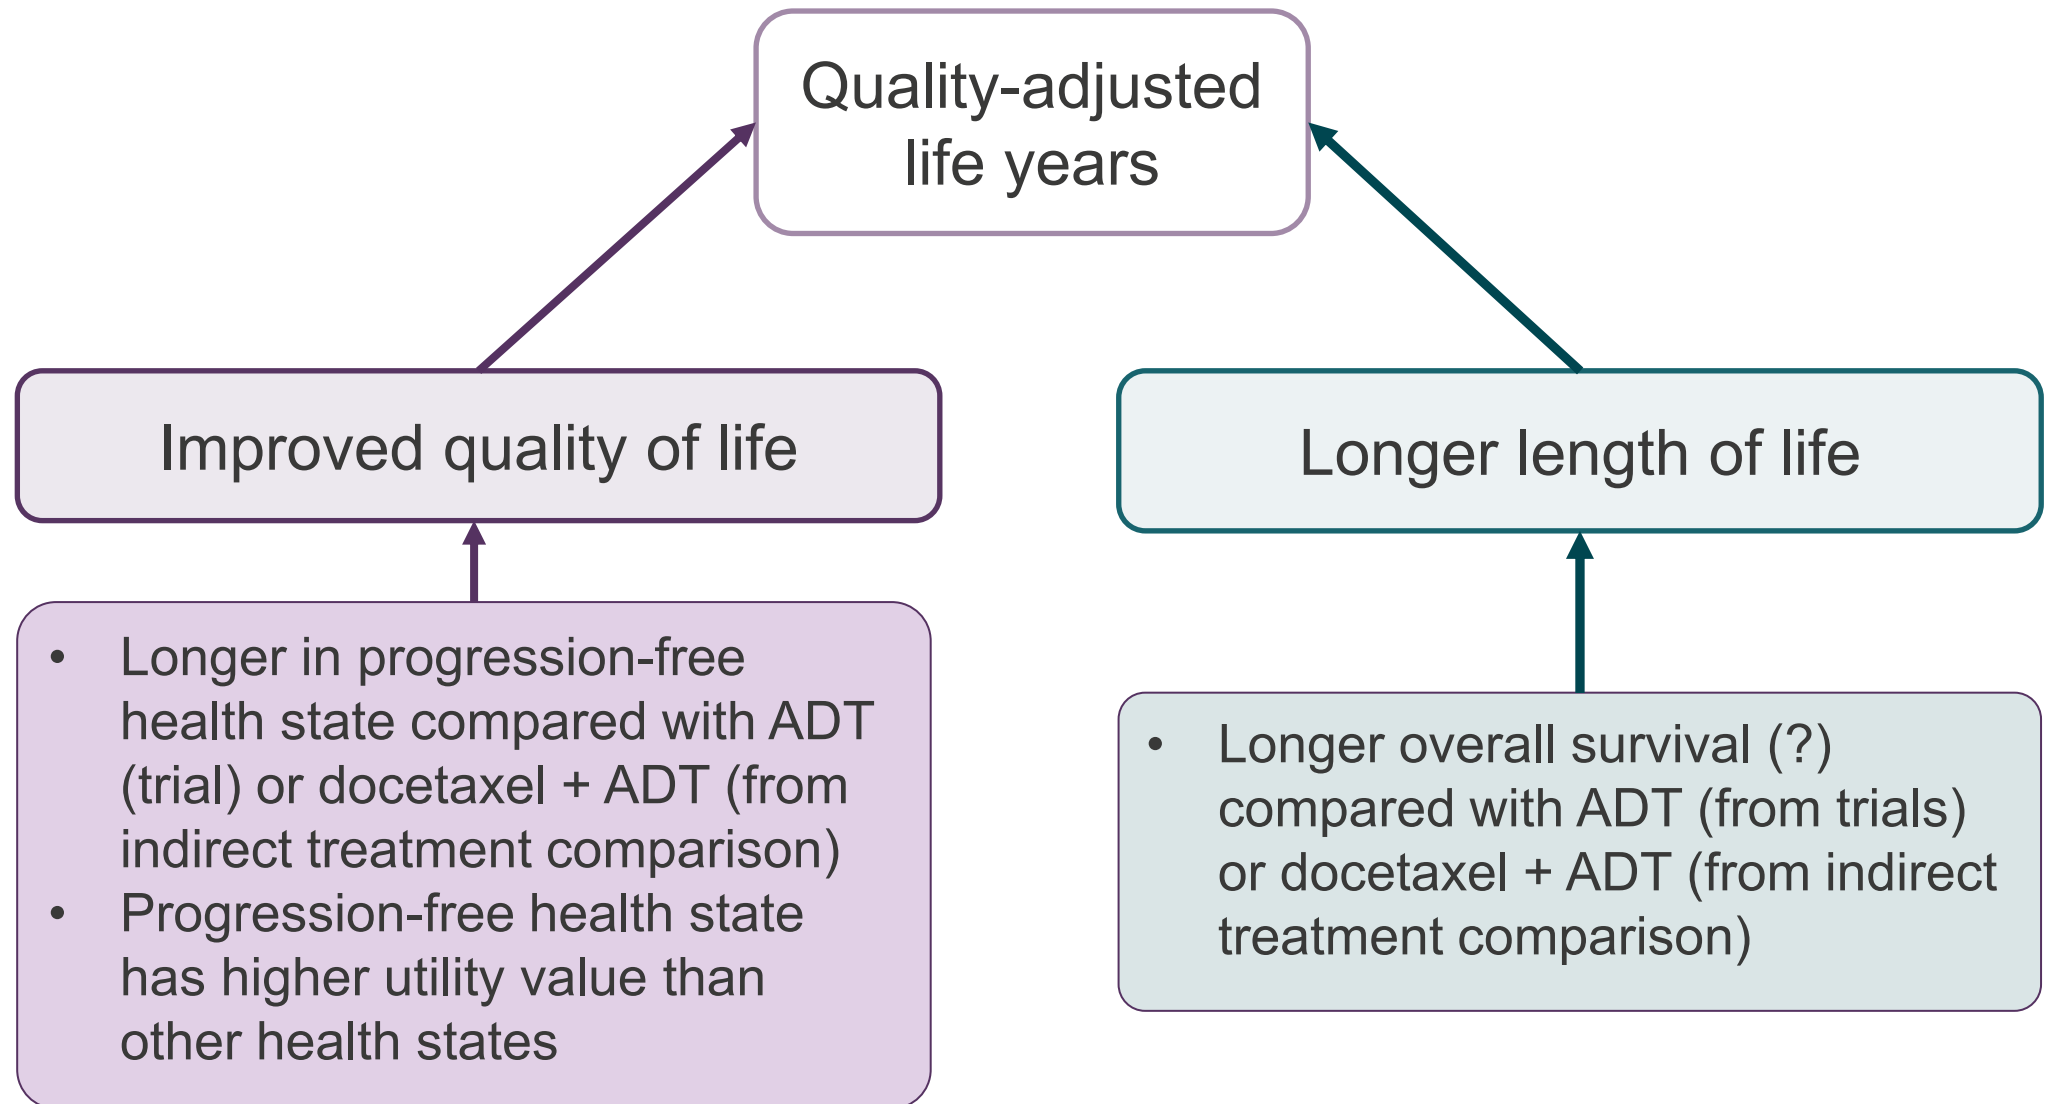 Quality-adjusted
life years
Improved quality of life
Longer length of life
• Longer in progression-free
health state compared with ADT
(trial) or docetaxel + ADT (from
indirect treatment comparison)
• Progression-free health state
has higher utility value than
other health states
• Longer overall survival (?)
compared with ADT (from trials)
or docetaxel + ADT (from indirect
treatment comparison)